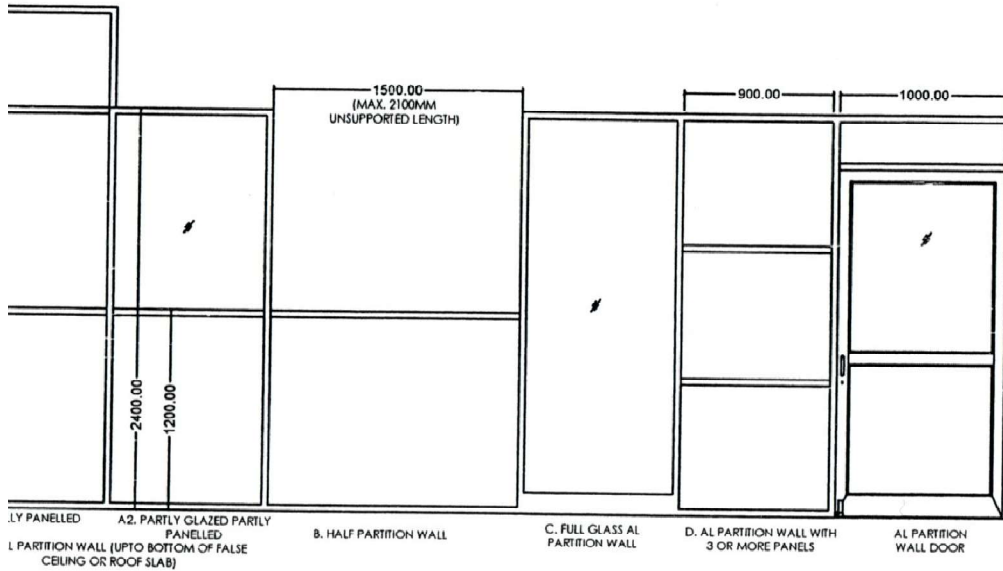 1500.00
(MAX. 2100MM
UNSUPPORTED LENGTH)
900.00
1000.00
2400.00
1200.00
LY PANELLED
A2. PARTLY GLAZED PARTLY
PANELLED
L PARTITION WALL (UPTO BOTTOM OF FALSE
CEILING OR ROOF SLAB)
B. HALF PARTITION WALL
C. FULL GLASS AL
PARTITION WALL
D. AL PARTITION WALL WITH
3 OR MORE PANELS
AL PARTITION
WALL DOOR